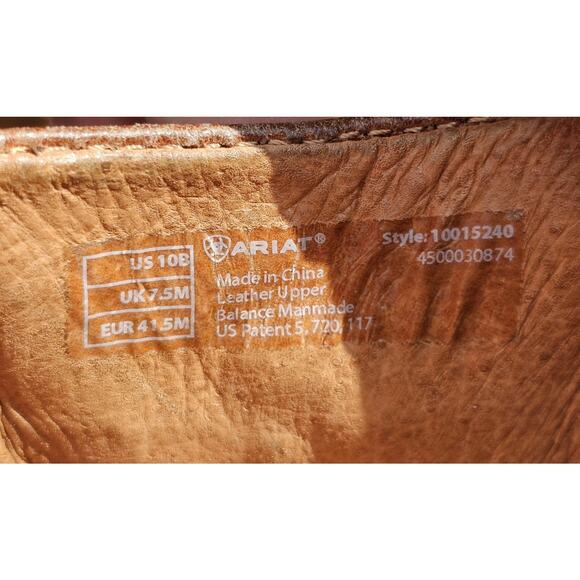 US 10B
UK 7.5M
EUR 41.5M
ARIAT®
Made in China
Leather Upper
Balance Manmade
US Patent 5, 720, 117
Style: 10015240
4500030874